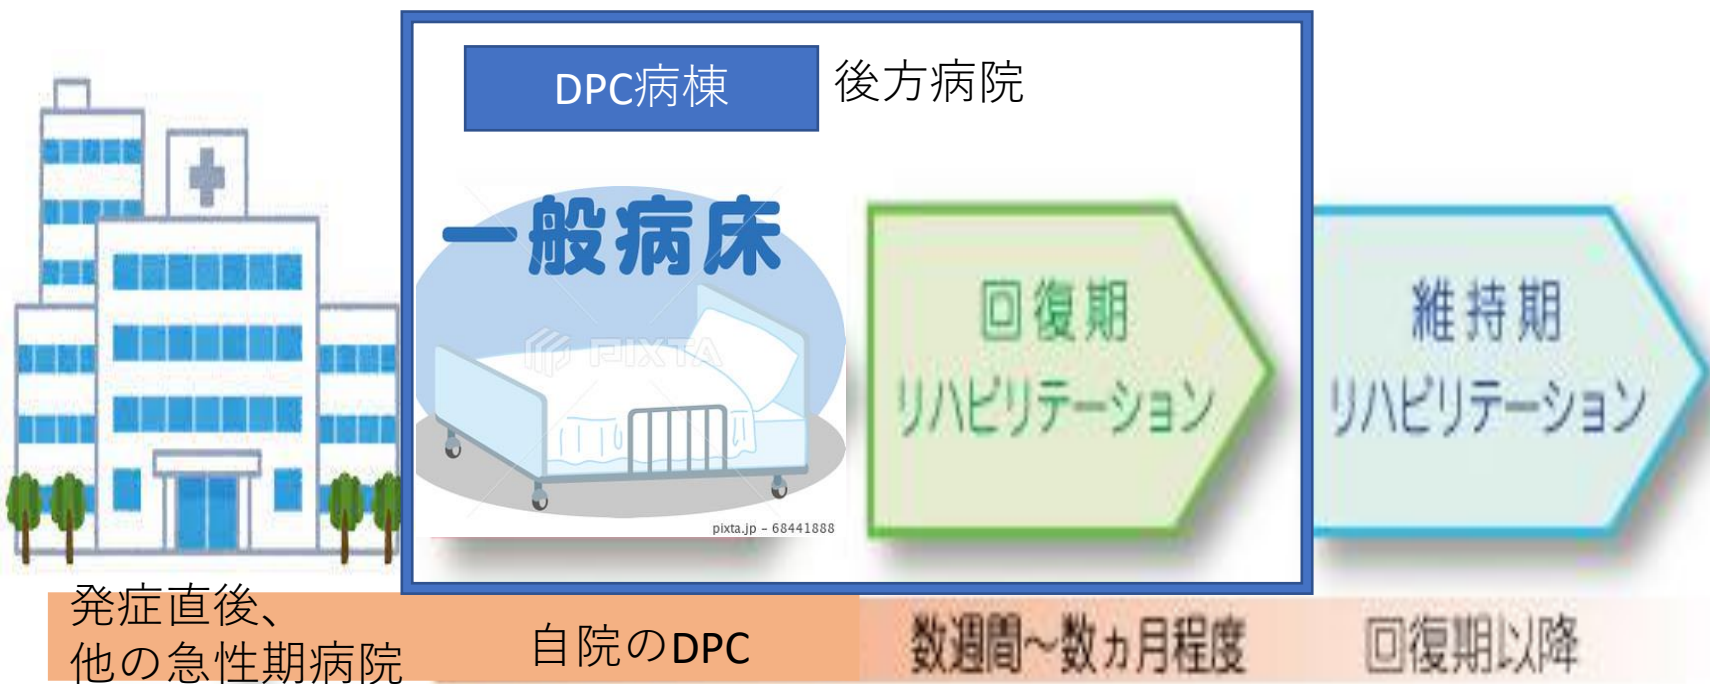 DPC病棟
後方病院
一般病床
PIXTA
pixta.jp - 68441888
回復期
リハビリテーション
維持期
リハビリテーション
発症直後、
他の急性期病院
自院のDPC
数週間～数ヵ月程度
回復期以降